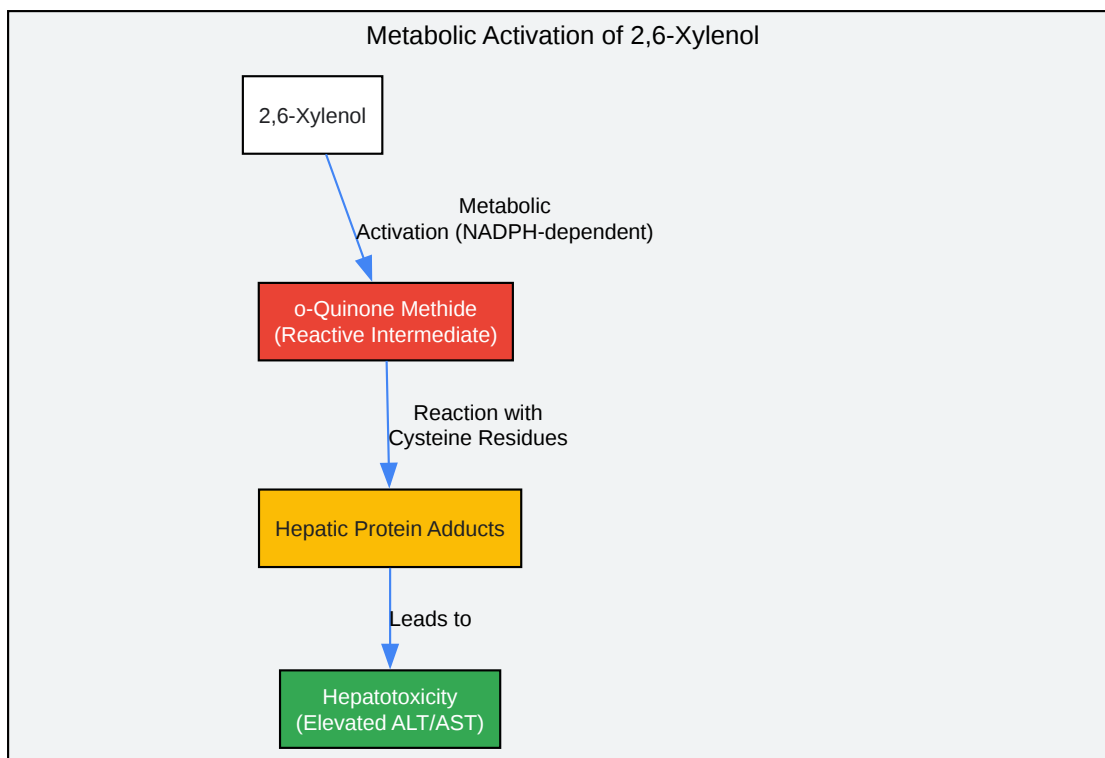 Metabolic Activation of 2,6-Xylenol
2,6-Xylenol
Metabolic
Activation (NADPH-dependent)
o-Quinone Methide
(Reactive Intermediate)
Reaction with
Cysteine Residues
Hepatic Protein Adducts
Leads to
Hepatotoxicity
(Elevated ALT/AST)